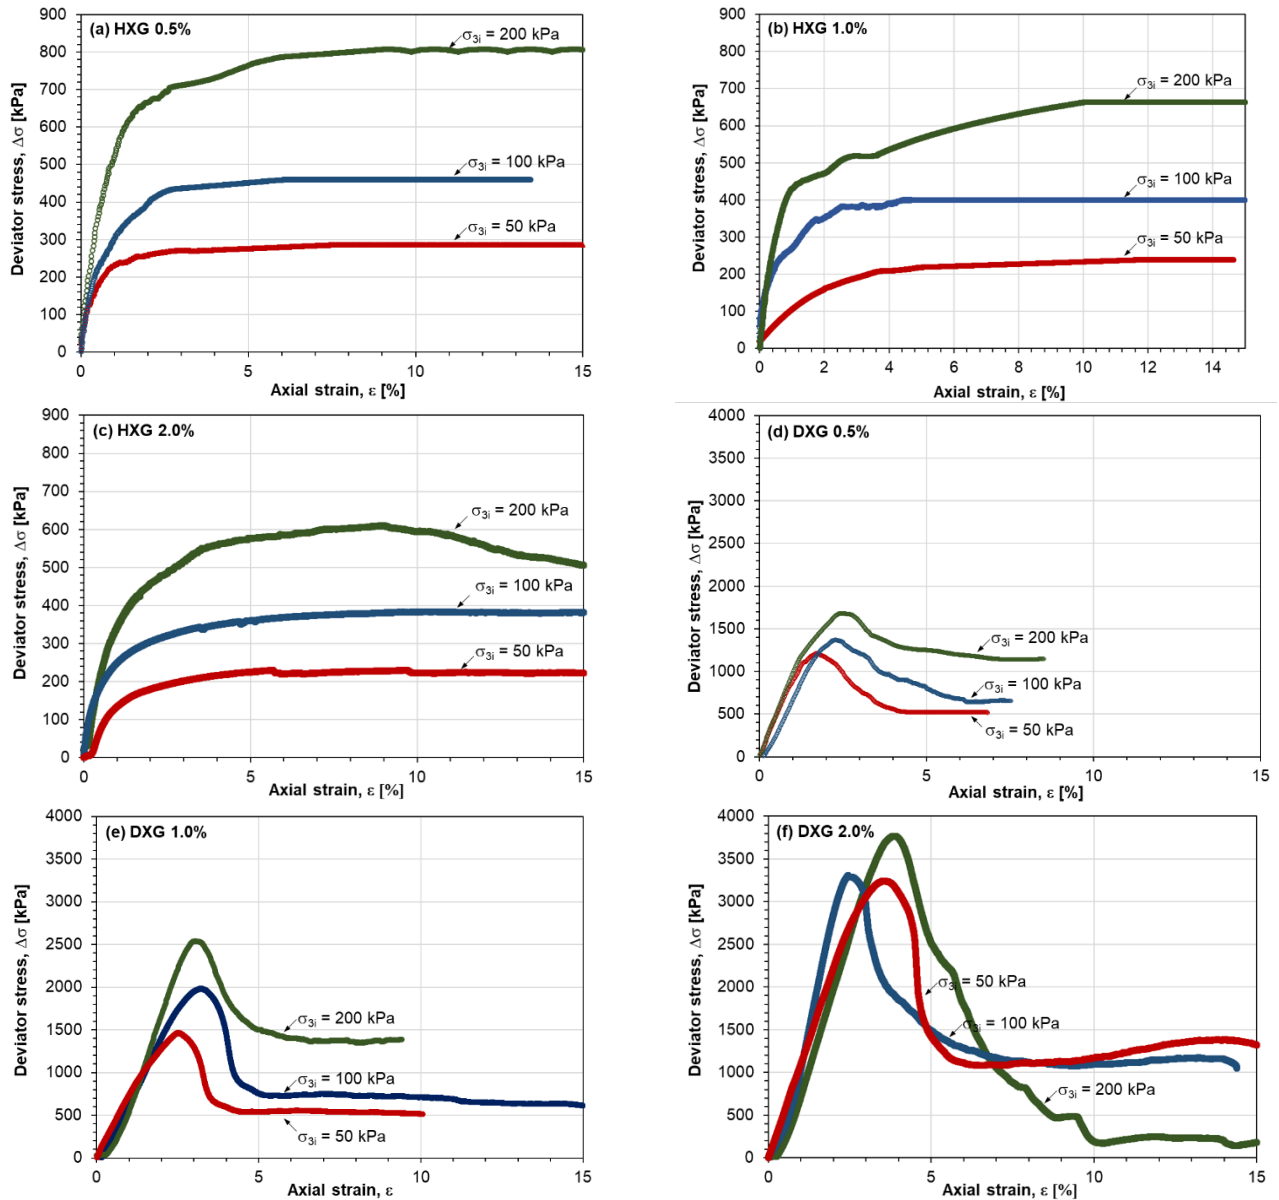 (a) HXG 0.5%
Deviator stress, Δσ [kPa]
900
800
700
600
500
400
300
200
100
0
σ3i = 200 kPa
σ3i = 100 kPa
σ3i = 50 kPa
0 5 10 15
Axial strain, ε [%]
(b) HXG 1.0%
Deviator stress, Δσ [kPa]
900
800
700
600
500
400
300
200
100
0
σ3i = 200 kPa
σ3i = 100 kPa
σ3i = 50 kPa
0 2 4 6 8 10 12 14
Axial strain, ε [%]
(c) HXG 2.0%
Deviator stress, Δσ [kPa]
900
800
700
600
500
400
300
200
100
0
σ3i = 200 kPa
σ3i = 100 kPa
σ3i = 50 kPa
0 5 10 15
Axial strain, ε [%]
(d) DXG 0.5%
Deviator stress, Δσ [kPa]
4000
3500
3000
2500
2000
1500
1000
500
0
σ3i = 200 kPa
σ3i = 100 kPa
σ3i = 50 kPa
0 5 10 15
Axial strain, ε [%]
(e) DXG 1.0%
Deviator stress, Δσ [kPa]
4000
3500
3000
2500
2000
1500
1000
500
0
σ3i = 200 kPa
σ3i = 100 kPa
σ3i = 50 kPa
0 5 10 15
Axial strain, ε
(f) DXG 2.0%
Deviator stress, Δσ [kPa]
4000
3500
3000
2500
2000
1500
1000
500
0
σ3i = 50 kPa
σ3i = 100 kPa
σ3i = 200 kPa
0 5 10 15
Axial strain, ε [%]